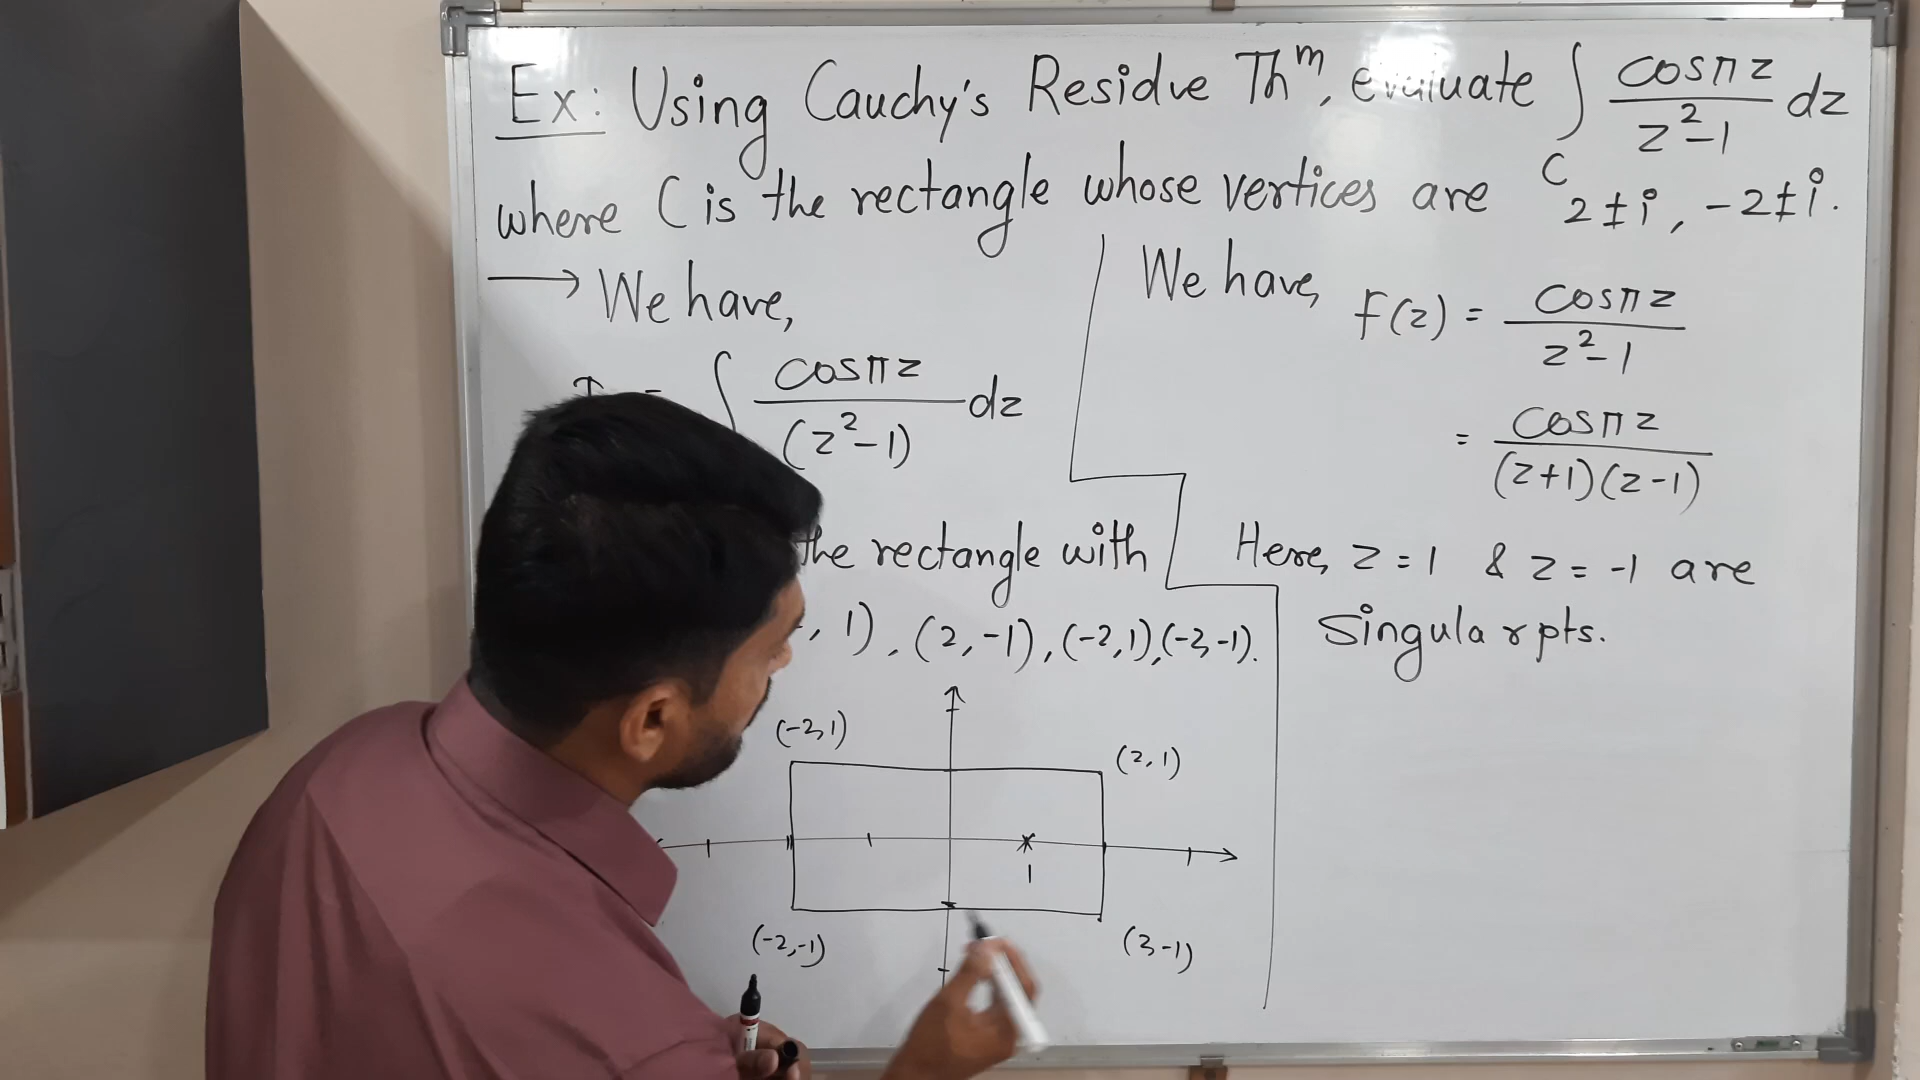 Ex: Using Cauchy's Residue Thᵐ, evaluate ∫ cosπz / z²-1 dz
C
where C is the rectangle whose vertices are 2±i, -2±i.
→ We have,
∫ cosπz / (z²-1) dz
the rectangle with
, 1), (2,-1), (-2,1), (-2,-1).
(-2,1)
(2,1)
1
(-2,-1)
(2,-1)
We have, f(z) = cosπz / z²-1
= cosπz / (z+1)(z-1)
Here, z=1 & z=-1 are
Singular pts.